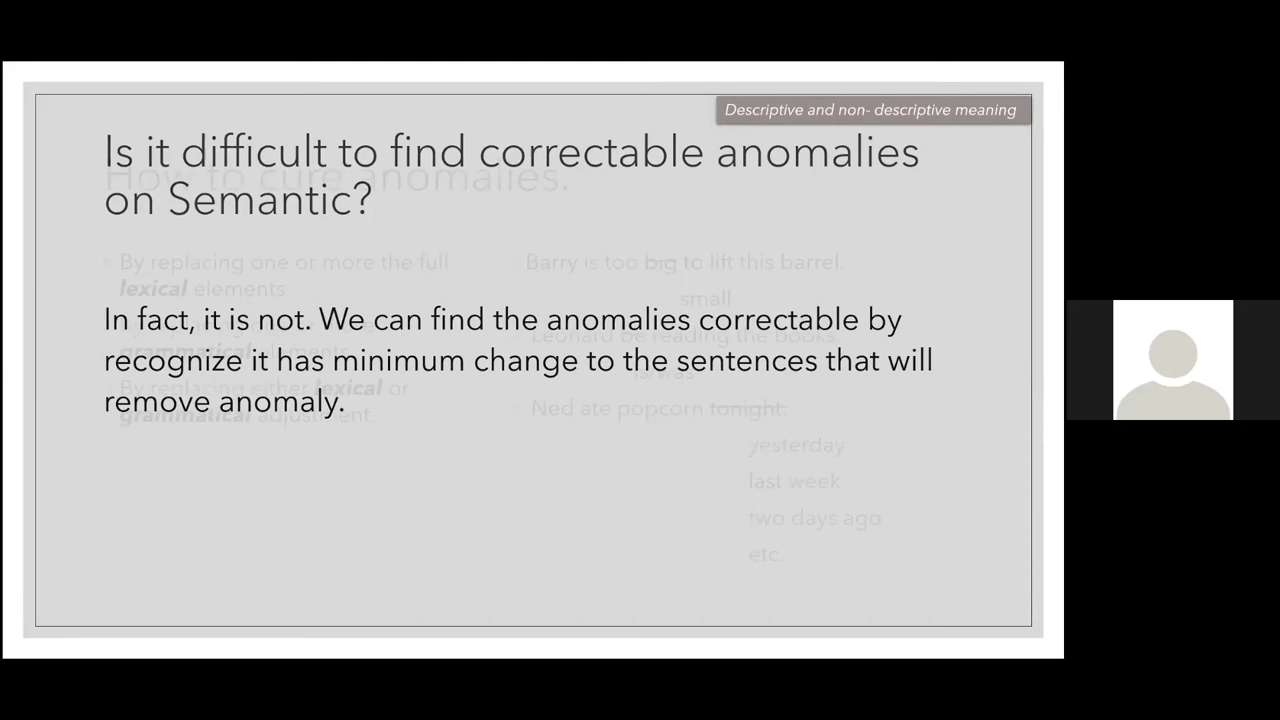 Descriptive and non- descriptive meaning
Is it difficult to find correctable anomalies
on Semantic?
How to cure anomalies.
In fact, it is not. We can find the anomalies correctable by
recognize it has minimum change to the sentences that will
remove anomaly.
By replacing one or more the full
lexical elements
grammatical elements
By replacing either lexical or
grammatical adjustment
Barry is too big to lift this barrel.
small
Leonard be reading the books.
is/was
Ned ate popcorn tonight.
yesterday
last week
two days ago
etc.